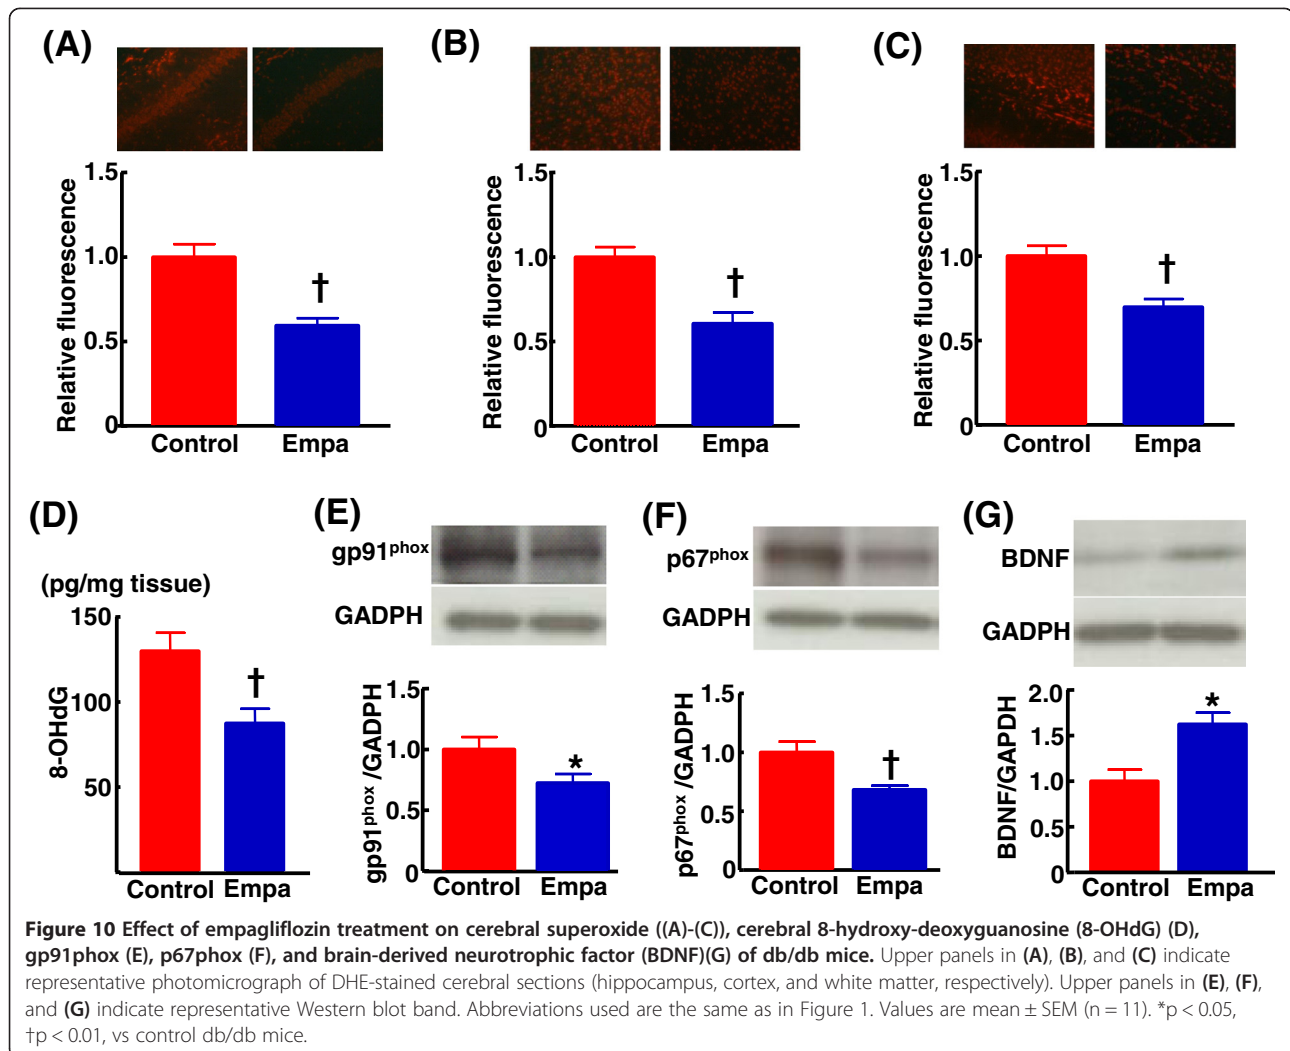 (A)
(B)
(C)
Relative fluorescence
1.5
1.0
0.5
0
Control Empa
Relative fluorescence
1.5
1.0
0.5
0
Control Empa
Relative fluorescence
1.5
1.0
0.5
0
Control Empa
†
†
†
(D)
(pg/mg tissue)
8-OHdG
150
100
50
†
Control Empa
(E)
gp91phox
GADPH
gp91phox /GADPH
1.5
1.0
0.5
0
*
Control Empa
(F)
p67phox
GADPH
p67phox /GADPH
1.5
1.0
0.5
0
†
Control Empa
(G)
BDNF
GADPH
BDNF/GAPDH
2.0
1.5
1.0
0.5
0
*
Control Empa
Figure 10 Effect of empagliflozin treatment on cerebral superoxide ((A)-(C)), cerebral 8-hydroxy-deoxyguanosine (8-OHdG) (D),
gp91phox (E), p67phox (F), and brain-derived neurotrophic factor (BDNF)(G) of db/db mice. Upper panels in (A), (B), and (C) indicate
representative photomicrograph of DHE-stained cerebral sections (hippocampus, cortex, and white matter, respectively). Upper panels in (E), (F),
and (G) indicate representative Western blot band. Abbreviations used are the same as in Figure 1. Values are mean ± SEM (n = 11). *p < 0.05,
†p < 0.01, vs control db/db mice.